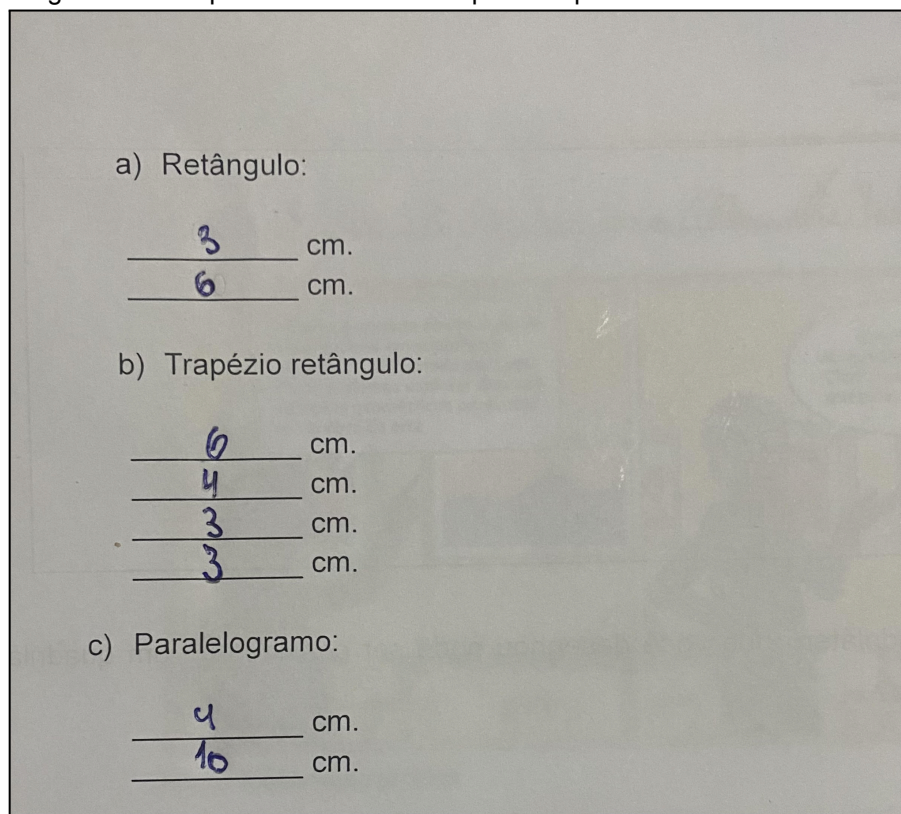 a) Retângulo:
3 cm.
6 cm.
b) Trapézio retângulo:
6 cm.
4 cm.
3 cm.
3 cm.
c) Paralelogramo:
4 cm.
10 cm.